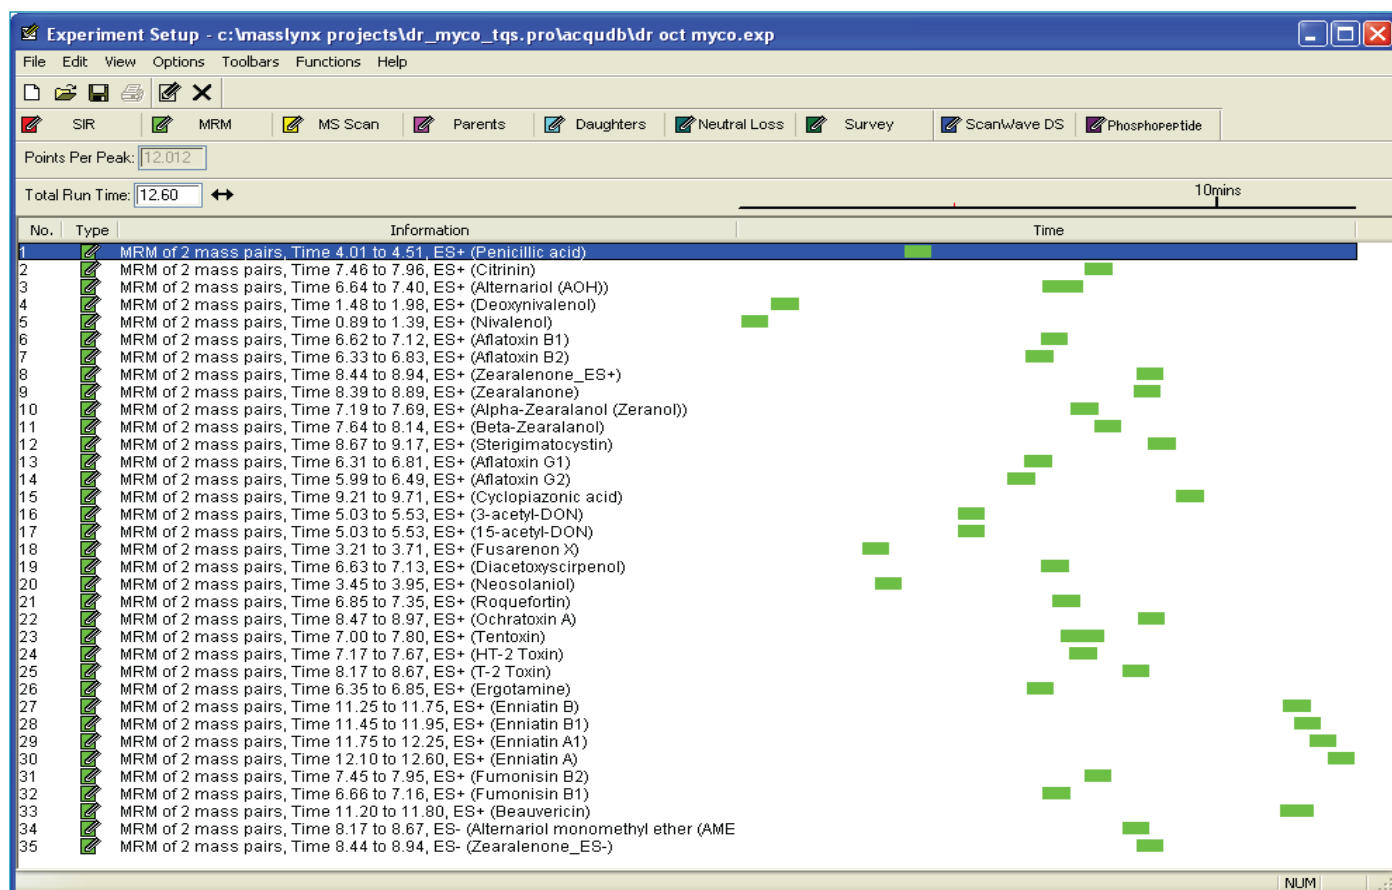 Experiment Setup - c:\masslynx projects\dr_myco_tqs.pro\acqudb\dr oct myco.exp
File Edit View Options Toolbars Functions Help
SIR MRM MS Scan Parents Daughters Neutral Loss Survey ScanWave DS Phosphopeptide
Points Per Peak: 12.012
Total Run Time: 12.60 10mins
No. Type Information Time
1 MRM of 2 mass pairs, Time 4.01 to 4.51, ES+ (Penicillic acid)
2 MRM of 2 mass pairs, Time 7.46 to 7.96, ES+ (Citrinin)
3 MRM of 2 mass pairs, Time 6.64 to 7.40, ES+ (Alternariol (AOH))
4 MRM of 2 mass pairs, Time 1.48 to 1.98, ES+ (Deoxynivalenol)
5 MRM of 2 mass pairs, Time 0.89 to 1.39, ES+ (Nivalenol)
6 MRM of 2 mass pairs, Time 6.62 to 7.12, ES+ (Aflatoxin B1)
7 MRM of 2 mass pairs, Time 6.33 to 6.83, ES+ (Aflatoxin B2)
8 MRM of 2 mass pairs, Time 8.44 to 8.94, ES+ (Zearalenone_ES+)
9 MRM of 2 mass pairs, Time 8.39 to 8.89, ES+ (Zearalanone)
10 MRM of 2 mass pairs, Time 7.19 to 7.69, ES+ (Alpha-Zearalanol (Zeranol))
11 MRM of 2 mass pairs, Time 7.64 to 8.14, ES+ (Beta-Zearalanol)
12 MRM of 2 mass pairs, Time 8.67 to 9.17, ES+ (Sterigimatocystin)
13 MRM of 2 mass pairs, Time 6.31 to 6.81, ES+ (Aflatoxin G1)
14 MRM of 2 mass pairs, Time 5.99 to 6.49, ES+ (Aflatoxin G2)
15 MRM of 2 mass pairs, Time 9.21 to 9.71, ES+ (Cyclopiazonic acid)
16 MRM of 2 mass pairs, Time 5.03 to 5.53, ES+ (3-acetyl-DON)
17 MRM of 2 mass pairs, Time 5.03 to 5.53, ES+ (15-acetyl-DON)
18 MRM of 2 mass pairs, Time 3.21 to 3.71, ES+ (Fusarenon X)
19 MRM of 2 mass pairs, Time 6.63 to 7.13, ES+ (Diacetoxyscirpenol)
20 MRM of 2 mass pairs, Time 3.45 to 3.95, ES+ (Neosolaniol)
21 MRM of 2 mass pairs, Time 6.85 to 7.35, ES+ (Roquefortin)
22 MRM of 2 mass pairs, Time 8.47 to 8.97, ES+ (Ochratoxin A)
23 MRM of 2 mass pairs, Time 7.00 to 7.80, ES+ (Tentoxin)
24 MRM of 2 mass pairs, Time 7.17 to 7.67, ES+ (HT-2 Toxin)
25 MRM of 2 mass pairs, Time 8.17 to 8.67, ES+ (T-2 Toxin)
26 MRM of 2 mass pairs, Time 6.35 to 6.85, ES+ (Ergotamine)
27 MRM of 2 mass pairs, Time 11.25 to 11.75, ES+ (Enniatin B)
28 MRM of 2 mass pairs, Time 11.45 to 11.95, ES+ (Enniatin B1)
29 MRM of 2 mass pairs, Time 11.75 to 12.25, ES+ (Enniatin A1)
30 MRM of 2 mass pairs, Time 12.10 to 12.60, ES+ (Enniatin A)
31 MRM of 2 mass pairs, Time 7.45 to 7.95, ES+ (Fumonisin B2)
32 MRM of 2 mass pairs, Time 6.66 to 7.16, ES+ (Fumonisin B1)
33 MRM of 2 mass pairs, Time 11.20 to 11.80, ES+ (Beauvericin)
34 MRM of 2 mass pairs, Time 8.17 to 8.67, ES- (Alternariol monomethyl ether (AME
35 MRM of 2 mass pairs, Time 8.44 to 8.94, ES- (Zearalenone_ES-)
NUM